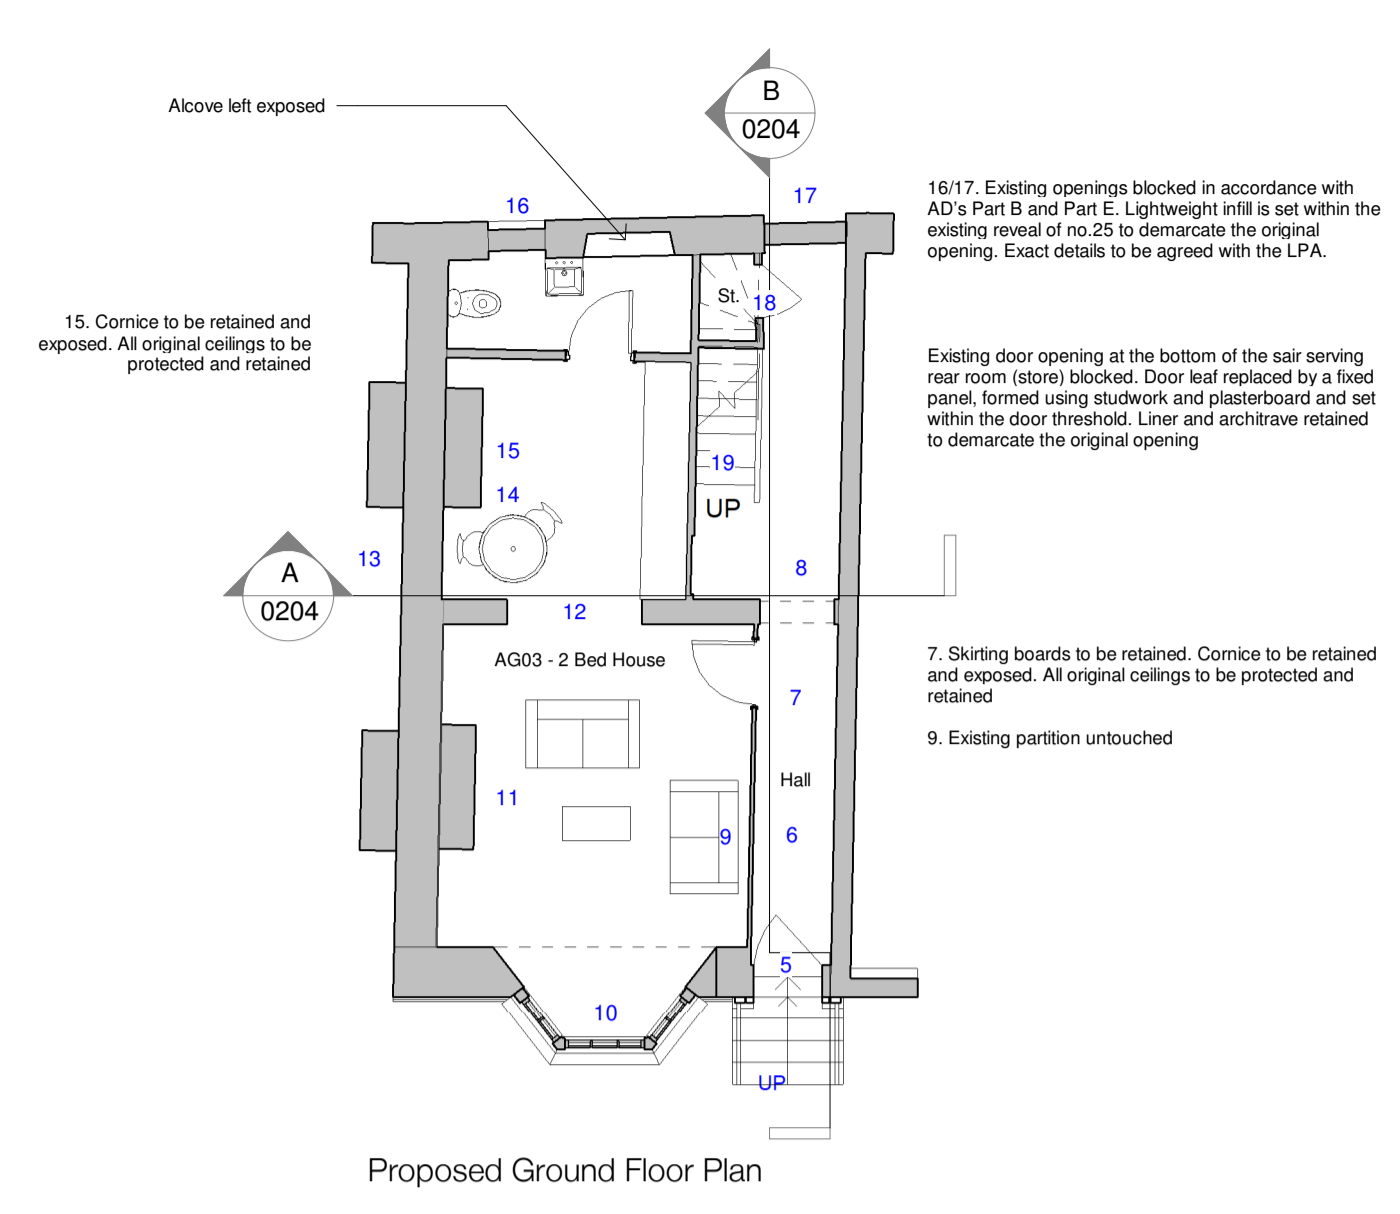 B
0204
Alcove left exposed
16
17
16/17. Existing openings blocked in accordance with
AD's Part B and Part E. Lightweight infill is set within the
existing reveal of no.25 to demarcate the original
opening. Exact details to be agreed with the LPA.
St.
18
15. Cornice to be retained and
exposed. All original ceilings to be
protected and retained
Existing door opening at the bottom of the sair serving
rear room (store) blocked. Door leaf replaced by a fixed
panel, formed using studwork and plasterboard and set
within the door threshold. Liner and architrave retained
to demarcate the original opening
15
19
14
UP
13
A
0204
8
12
AG03 - 2 Bed House
7
7. Skirting boards to be retained. Cornice to be retained
and exposed. All original ceilings to be protected and
retained
9. Existing partition untouched
Hall
11
9
6
5
10
UP
Proposed Ground Floor Plan